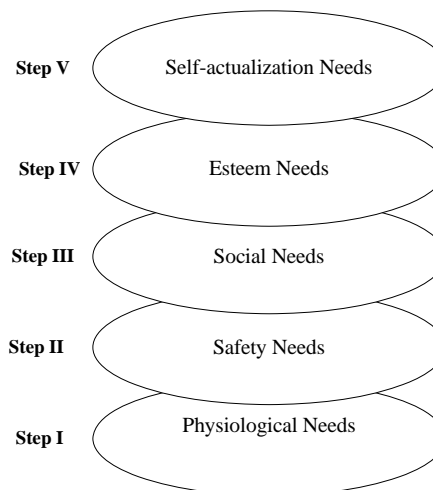 Step V Self-actualization Needs
Step IV Esteem Needs
Step III Social Needs
Step II Safety Needs
Step I Physiological Needs